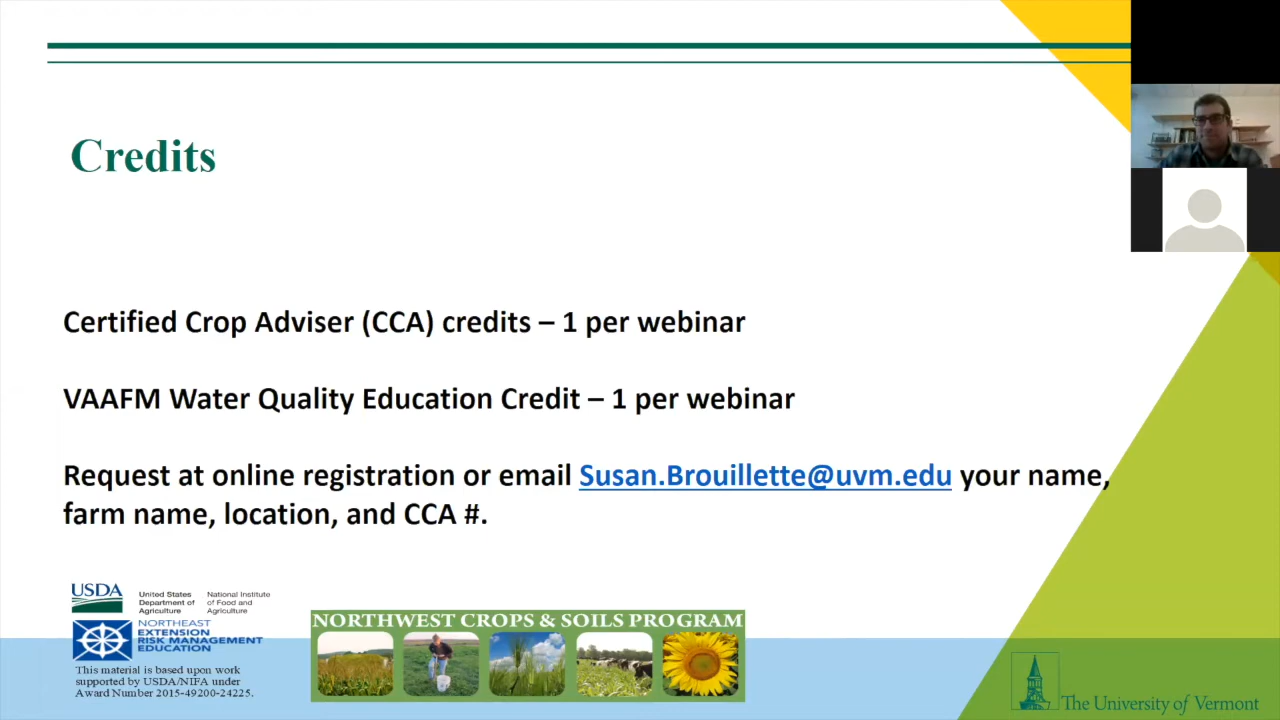 Credits
Certified Crop Adviser (CCA) credits – 1 per webinar
VAAFM Water Quality Education Credit – 1 per webinar
Request at online registration or email Susan.Brouillette@uvm.edu your name,
farm name, location, and CCA #.
USDA
United States
Department of
Agriculture
National Institute
of Food and
Agriculture
NORTHEAST
EXTENSION
RISK MANAGEMENT
EDUCATION
This material is based upon work
supported by USDA/NIFA under
Award Number 2015-49200-24225.
NORTHWEST CROPS & SOILS PROGRAM
The University of Vermont